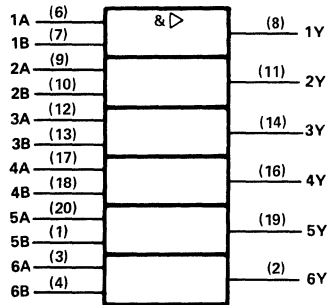 1A (6) & ▷ (8) 1Y
1B (7)
2A (9) (11) 2Y
2B (10)
3A (12) (14) 3Y
3B (13)
4A (17) (16) 4Y
4B (18)
5A (20) (19) 5Y
5B (1)
6A (3) (2) 6Y
6B (4)